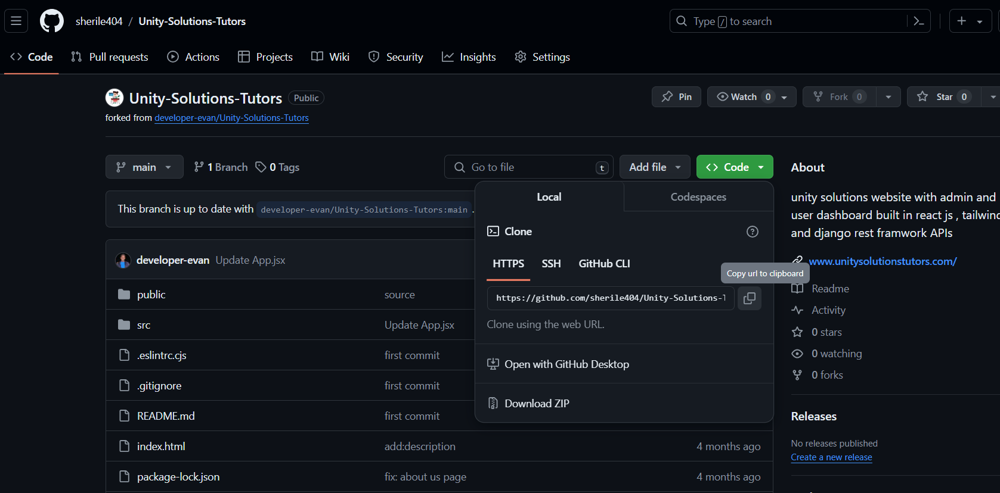 sherile404 / Unity-Solutions-Tutors
Type / to search
Code Pull requests Actions Projects Wiki Security Insights Settings
Unity-Solutions-Tutors Public
forked from developer-evan/Unity-Solutions-Tutors
Pin Watch 0 Fork 0 Star 0
main 1 Branch 0 Tags
Go to file t Add file Code
This branch is up to date with developer-evan/Unity-Solutions-Tutors:main .
developer-evan Update App.jsx
public source
src Update App.jsx
.eslintrc.cjs first commit
.gitignore first commit
README.md first commit
index.html add:description 4 months ago
package-lock.json fix: about us page 4 months ago
Local Codespaces
Clone
HTTPS SSH GitHub CLI
Copy url to clipboard
https://github.com/sherile404/Unity-Solutions-T
Clone using the web URL.
Open with GitHub Desktop
Download ZIP
About
unity solutions website with admin and
user dashboard built in react js , tailwind
and django rest framwork APIs
www.unitysolutionstutors.com/
Readme
Activity
0 stars
0 watching
0 forks
Releases
No releases published
Create a new release